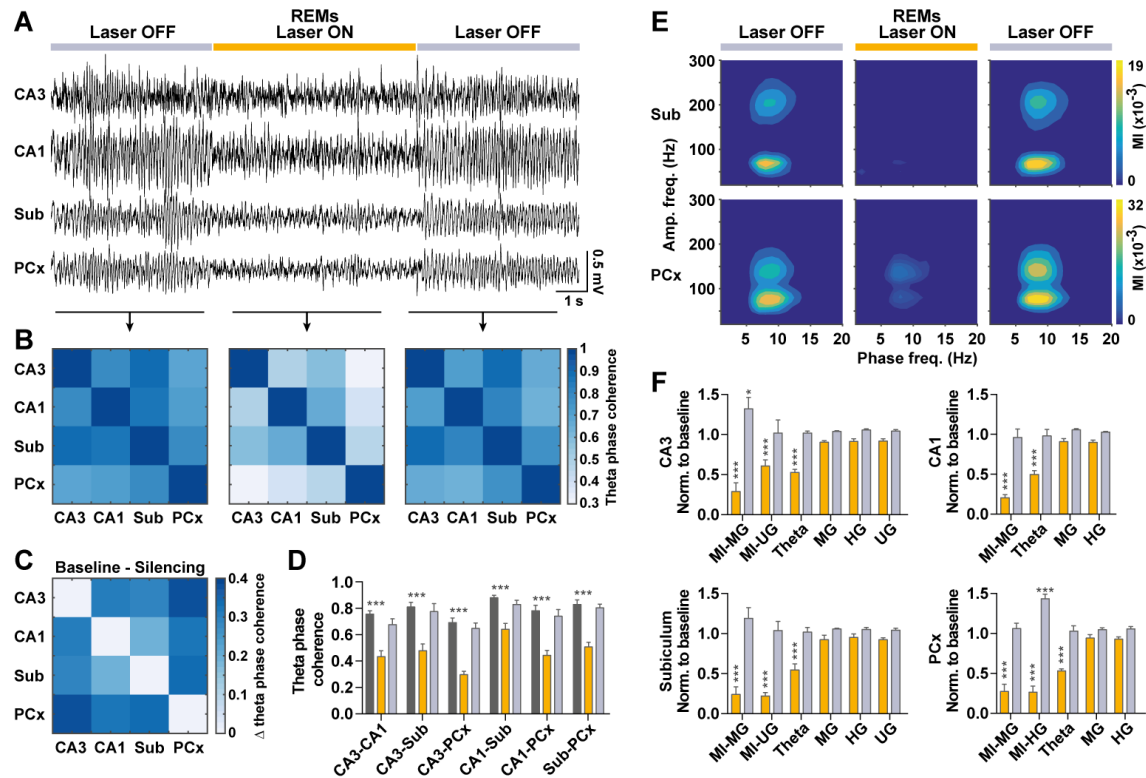 A
REMs
Laser OFF
Laser ON
Laser OFF
CA3
CA1
Sub
PCx
0.5 mV
1 s
B
CA3
CA1
Sub
PCx
CA3 CA1 Sub PCx
CA3 CA1 Sub PCx
CA3 CA1 Sub PCx
1
0.9
0.8
0.7
0.6
0.5
0.4
0.3
Theta phase coherence
C
Baseline - Silencing
CA3
CA1
Sub
PCx
CA3 CA1 Sub PCx
0.4
0.3
0.2
0.1
0
Δ theta phase coherence
D
Theta phase
coherence
1.0
0.8
0.6
0.4
0.2
0.0
*** *** *** *** *** ***
CA3-CA1
CA3-Sub
CA3-PCx
CA1-Sub
CA1-PCx
Sub-PCx
E
REMs
Laser OFF
Laser ON
Laser OFF
Sub
300
200
100
19
0
MI (x10⁻³)
Amp. freq. (Hz)
PCx
300
200
100
32
0
MI (x10⁻³)
5 10 15 20
5 10 15 20
5 10 15 20
Phase freq. (Hz)
F
CA3
Norm. to baseline
1.5
1.0
0.5
0.0
*** * *** ***
MI-MG
MI-UG
Theta
MG
HG
UG
CA1
Norm. to baseline
1.5
1.0
0.5
0.0
*** ***
MI-MG
Theta
MG
HG
Subiculum
Norm. to baseline
1.5
1.0
0.5
0.0
*** *** ***
MI-MG
MI-UG
Theta
MG
HG
UG
PCx
Norm. to baseline
1.5
1.0
0.5
0.0
*** *** *** ***
MI-MG
MI-HG
Theta
MG
HG